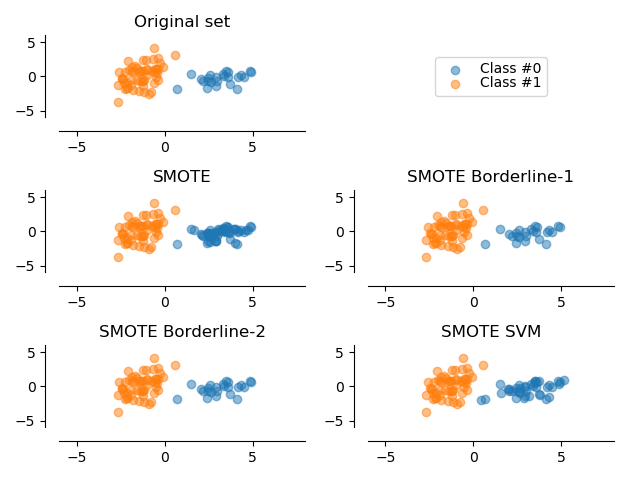 Original set
5
0
−5
−5 0 5
Class #0
Class #1
SMOTE
5
0
−5
−5 0 5
SMOTE Borderline-1
5
0
−5
−5 0 5
SMOTE Borderline-2
5
0
−5
−5 0 5
SMOTE SVM
5
0
−5
−5 0 5